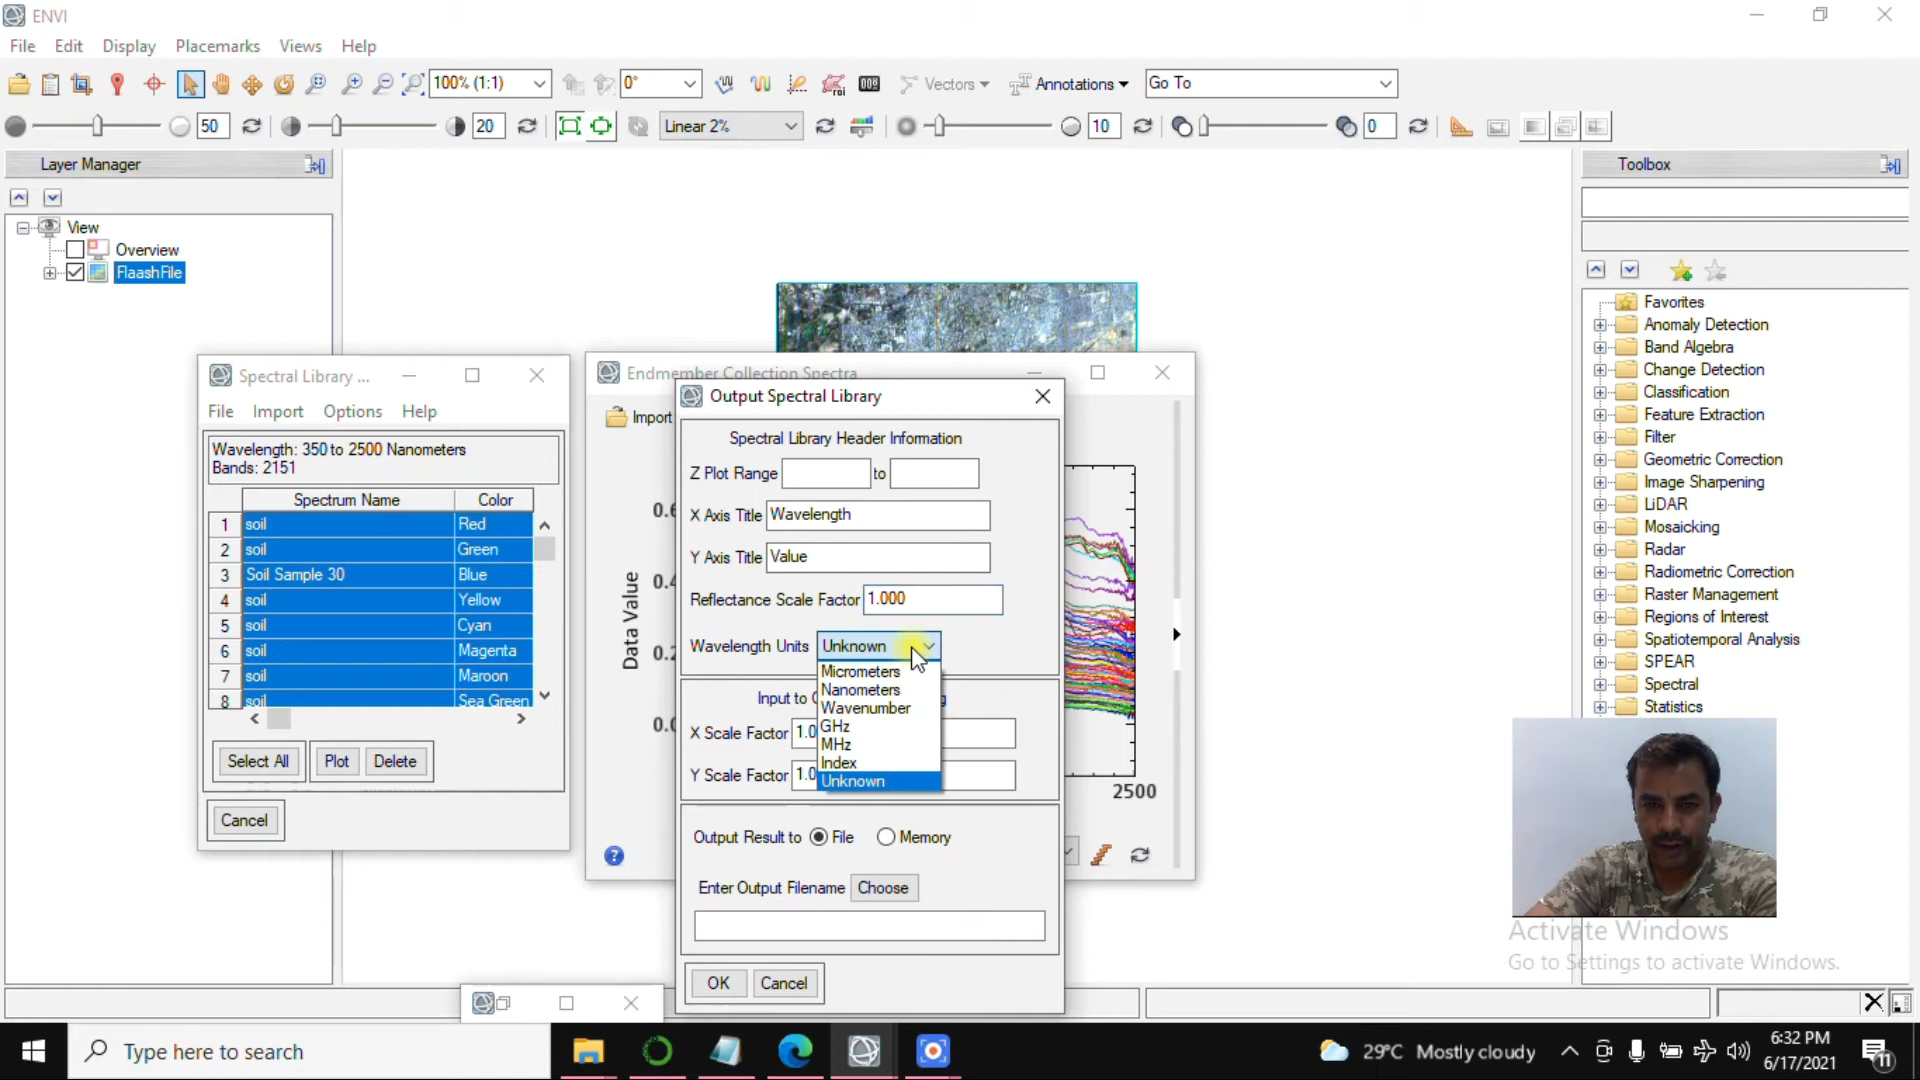 ENVI
File Edit Display Placemarks Views Help
100% (1:1) 0° Vectors Annotations Go To
50 20 Linear 2% 10 0
Layer Manager
View
Overview
FlaashFile
Spectral Library ...
File Import Options Help
Wavelength: 350 to 2500 Nanometers
Bands: 2151
Spectrum Name Color
1 soil Red
2 soil Green
3 Soil Sample 30 Blue
4 soil Yellow
5 soil Cyan
6 soil Magenta
7 soil Maroon
8 soil Sea Green
Select All Plot Delete
Cancel
Endmember Collection Spectra
Import
Data Value
0.6
0.4
0.2
0.0
2500
Output Spectral Library
Spectral Library Header Information
Z Plot Range to
X Axis Title Wavelength
Y Axis Title Value
Reflectance Scale Factor 1.000
Wavelength Units Unknown
Micrometers
Nanometers
Wavenumber
GHz
MHz
Index
Unknown
Input to
X Scale Factor 1.0
Y Scale Factor 1.0
Output Result to File Memory
Enter Output Filename Choose
OK Cancel
Toolbox
Favorites
Anomaly Detection
Band Algebra
Change Detection
Classification
Feature Extraction
Filter
Geometric Correction
Image Sharpening
LiDAR
Mosaicking
Radar
Radiometric Correction
Raster Management
Regions of Interest
Spatiotemporal Analysis
SPEAR
Spectral
Statistics
Activate Windows
Go to Settings to activate Windows.
Type here to search
29°C Mostly cloudy
6:32 PM
6/17/2021
11